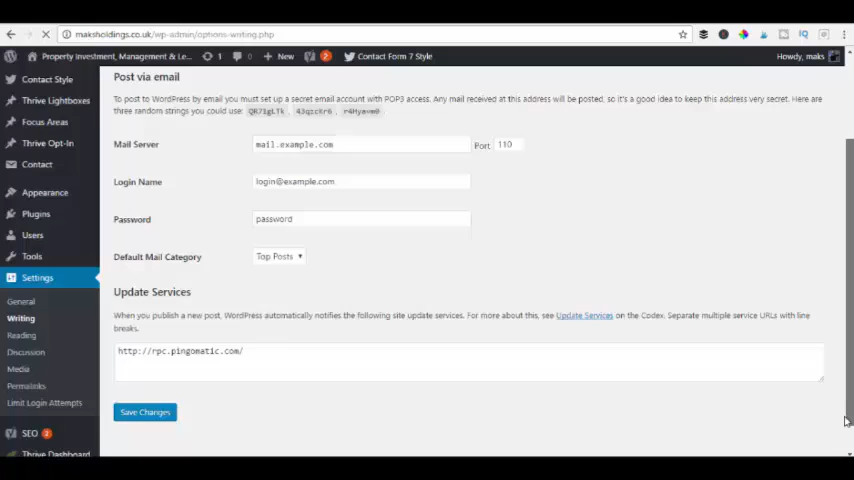 maksholdings.co.uk/wp-admin/options-writing.php
Property Investment, Management & Le... 1 0 + New 2 Contact Form 7 Style Howdy, maks
Contact Style
Thrive Lightboxes
Focus Areas
Thrive Opt-In
Contact
Appearance
Plugins
Users
Tools
Settings
General
Writing
Reading
Discussion
Media
Permalinks
Limit Login Attempts
SEO 2
Thrive Dashboard
Post via email
To post to WordPress by email you must set up a secret email account with POP3 access. Any mail received at this address will be posted, so it's a good idea to keep this address very secret. Here are
three random strings you could use:
Mail Server mail.example.com Port 110
Login Name login@example.com
Password password
Default Mail Category Top Posts
Update Services
When you publish a new post, WordPress automatically notifies the following site update services. For more about this, see Update Services on the Codex. Separate multiple service URLs with line
breaks.
http://rpc.pingomatic.com/
Save Changes